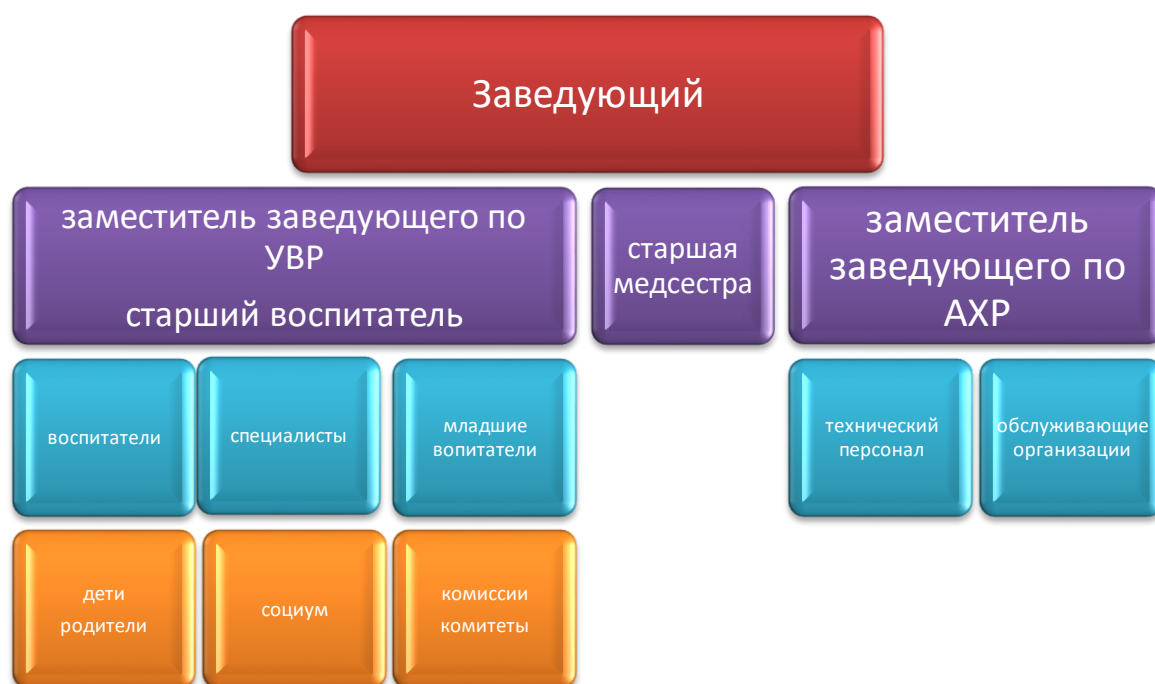 Заведующий
заместитель заведующего по
УВР
старший воспитатель
старшая
медсестра
заместитель
заведующего по
АХР
воспитатели
специалисты
младшие
вопитатели
технический
персонал
обслуживающие
организации
дети
родители
социум
комиссии
комитеты